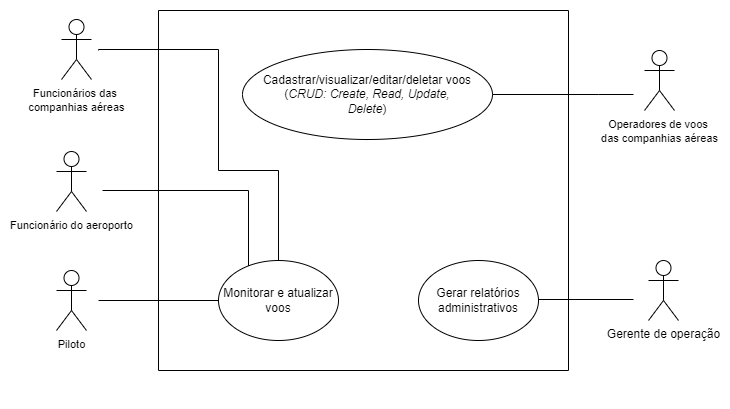 Funcionários das
companhias aéreas
Cadastrar/visualizar/editar/deletar voos
(CRUD: Create, Read, Update,
Delete)
Operadores de voos
das companhias aéreas
Funcionário do aeroporto
Monitorar e atualizar
voos
Gerar relatórios
administrativos
Piloto
Gerente de operação